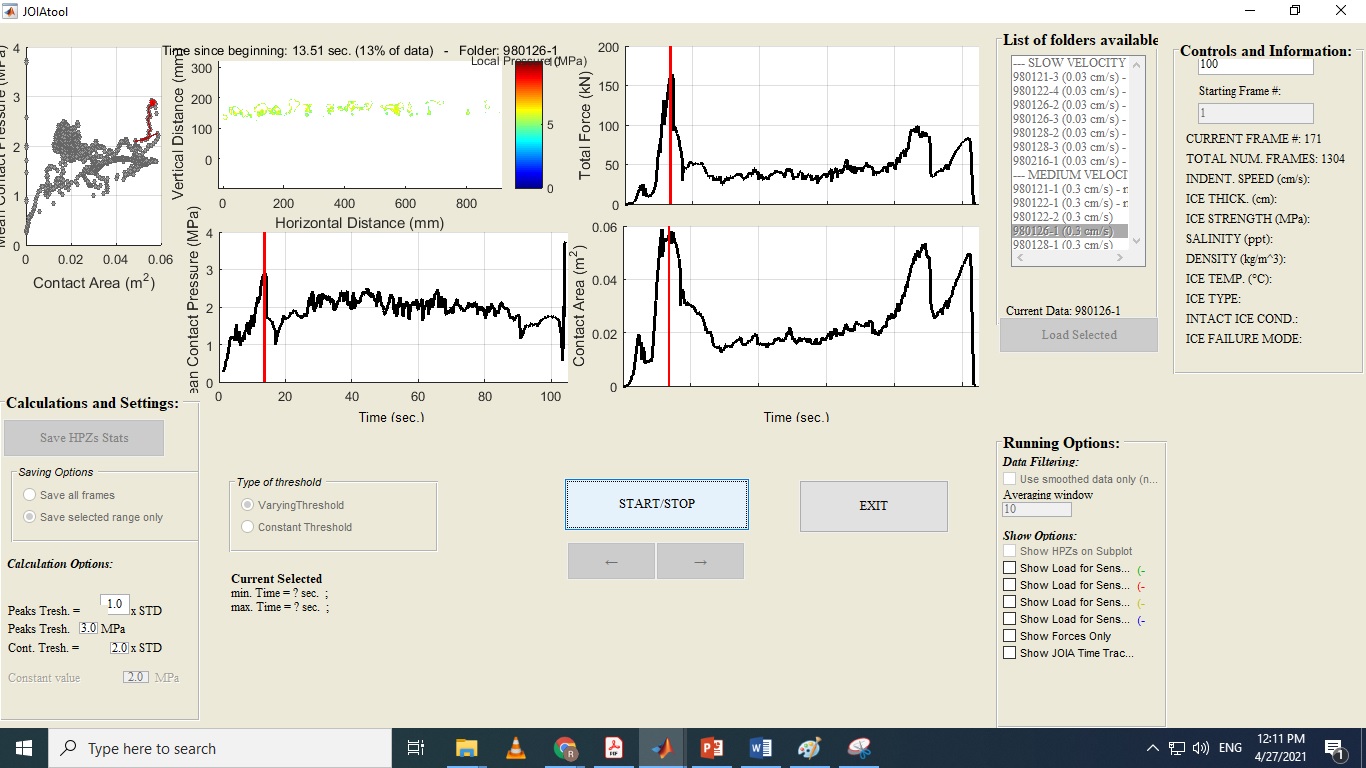 JOIAtool
Time since beginning: 13.51 sec. (13% of data) - Folder: 980126-1
Local Pressure (MPa)
Mean Contact Pressure (MPa)
4
3
2
1
0
0 0.02 0.04 0.06
Contact Area (m2)
Vertical Distance (mm)
300
200
100
0
0 200 400 600 800
Horizontal Distance (mm)
5
0
Total Force (kN)
200
150
100
50
0
an Contact Pressure (MPa)
4
3
2
1
0
0 20 40 60 80 100
Time (sec.)
Contact Area (m2)
0.06
0.04
0.02
0
Time (sec.)
List of folders available
--- SLOW VELOCITY
980121-3 (0.03 cm/s) -
980122-4 (0.03 cm/s) -
980126-2 (0.03 cm/s) -
980126-3 (0.03 cm/s) -
980128-2 (0.03 cm/s) -
980128-3 (0.03 cm/s) -
980216-1 (0.03 cm/s) -
--- MEDIUM VELOCI
980121-1 (0.3 cm/s) - n
980122-1 (0.3 cm/s) - n
980122-2 (0.3 cm/s)
980126-1 (0.3 cm/s)
980128-1 (0.3 cm/s)
Current Data: 980126-1
Load Selected
Controls and Information:
100
Starting Frame #:
1
CURRENT FRAME #: 171
TOTAL NUM. FRAMES: 1304
INDENT. SPEED (cm/s):
ICE THICK. (cm):
ICE STRENGTH (MPa):
SALINITY (ppt):
DENSITY (kg/m^3):
ICE TEMP. (°C):
ICE TYPE:
INTACT ICE COND.:
ICE FAILURE MODE:
Calculations and Settings:
Save HPZs Stats
Saving Options
Save all frames
Save selected range only
Calculation Options:
Peaks Tresh. = 1.0 x STD
Peaks Tresh. 3.0 MPa
Cont. Tresh. = 2.0 x STD
Constant value 2.0 MPa
Type of threshold
VaryingThreshold
Constant Threshold
Current Selected
min. Time = ? sec. ;
max. Time = ? sec. ;
START/STOP
← →
EXIT
Running Options:
Data Filtering:
Use smoothed data only (n...
Averaging window
10
Show Options:
Show HPZs on Subplot
Show Load for Sens... (-
Show Load for Sens... (-
Show Load for Sens... (-
Show Load for Sens... (-
Show Forces Only
Show JOIA Time Trac...
Type here to search
ENG
12:11 PM
4/27/2021
1